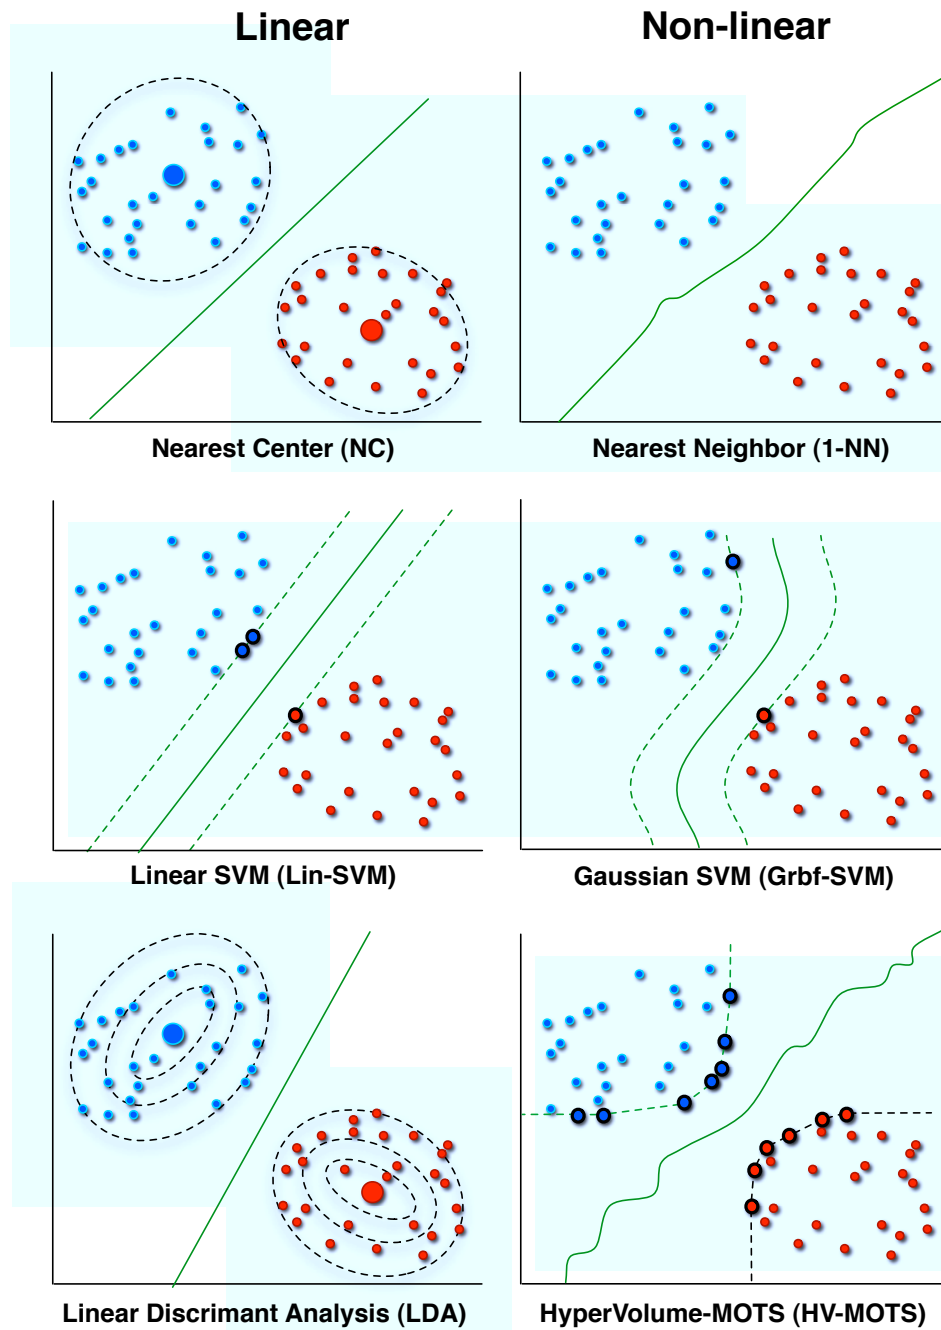 Linear
Non-linear
Nearest Center (NC)
Nearest Neighbor (1-NN)
Linear SVM (Lin-SVM)
Gaussian SVM (Grbf-SVM)
Linear Discrimant Analysis (LDA)
HyperVolume-MOTS (HV-MOTS)